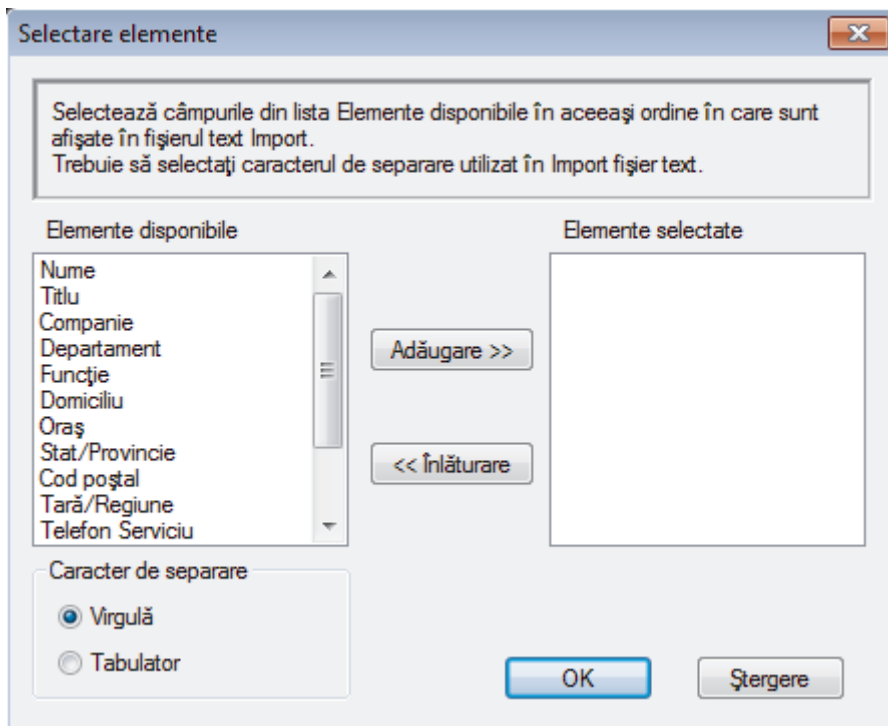 Selectare elemente
Selectează câmpurile din lista Elemente disponibile în aceeaşi ordine în care sunt
afişate în fişierul text Import.
Trebuie să selectaţi caracterul de separare utilizat în Import fişier text.
Elemente disponibile
Elemente selectate
Nume
Titlu
Companie
Departament
Funcţie
Domiciliu
Oraş
Stat/Provincie
Cod poştal
Tară/Regiune
Telefon Serviciu
Adăugare >>
<< Înlăturare
Caracter de separare
Virgulă
Tabulator
OK
Ştergere